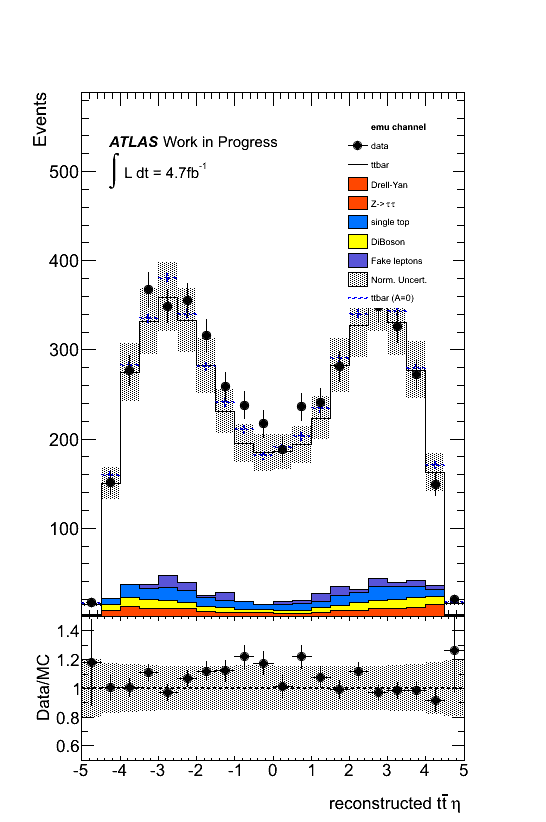 Events
500
400
300
200
100
ATLAS Work in Progress
∫ L dt = 4.7fb⁻¹
emu channel
data
ttbar
Drell-Yan
Z->ττ
single top
DiBoson
Fake leptons
Norm. Uncert.
ttbar (A=0)
Data/MC
1.4
1.2
1
0.8
0.6
-5 -4 -3 -2 -1 0 1 2 3 4 5
reconstructed tt̄ η